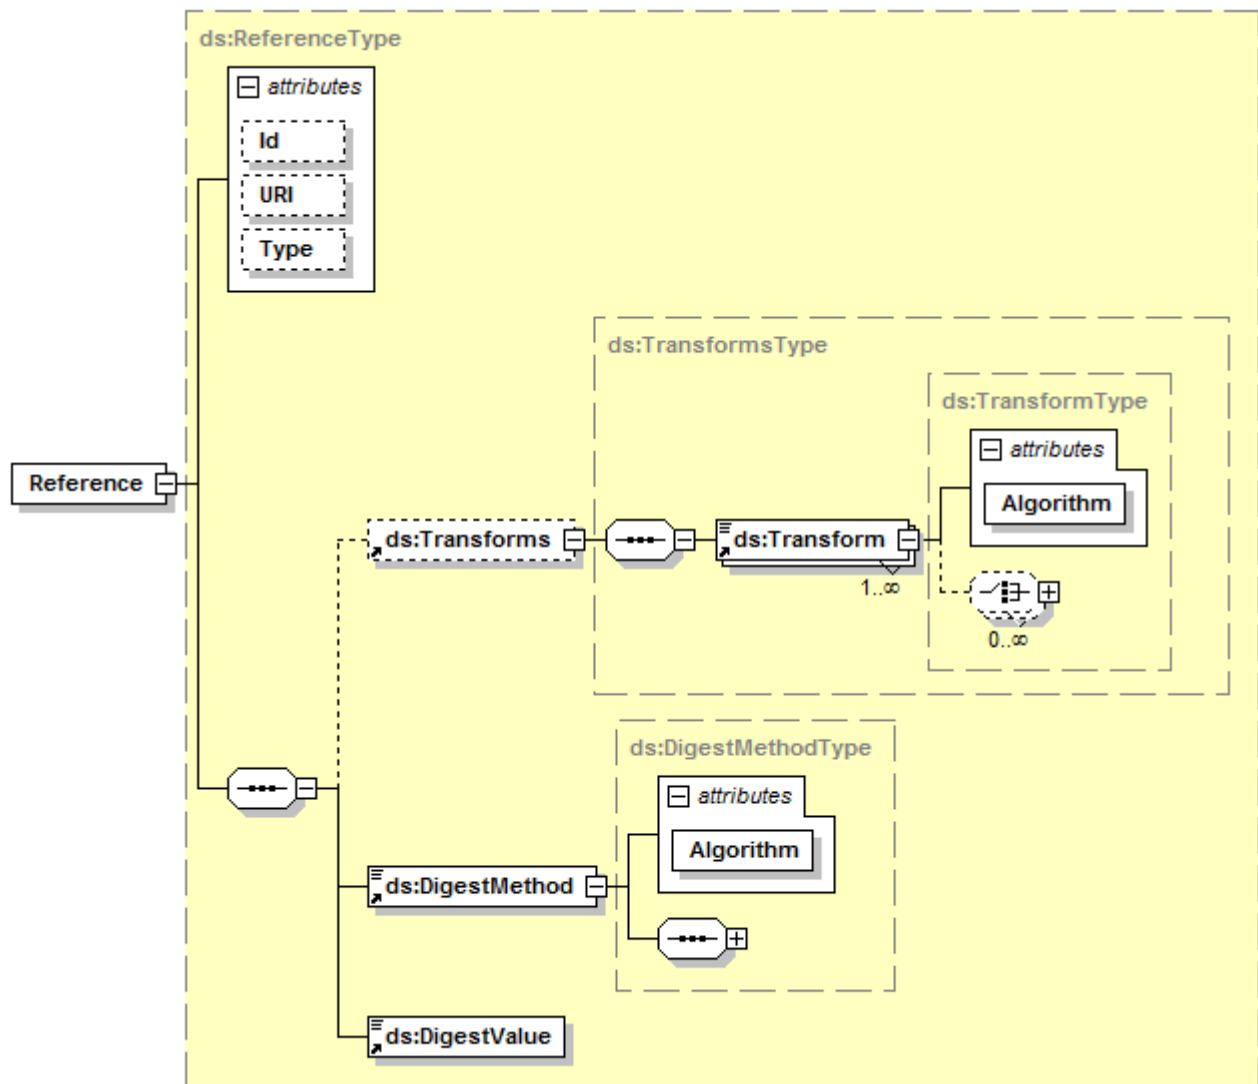 ds:ReferenceType
attributes
Id
URI
Type
ds:TransformsType
ds:TransformType
attributes
Algorithm
Reference
ds:Transforms
ds:Transform
1..∞
0..∞
ds:DigestMethodType
attributes
Algorithm
ds:DigestMethod
ds:DigestValue